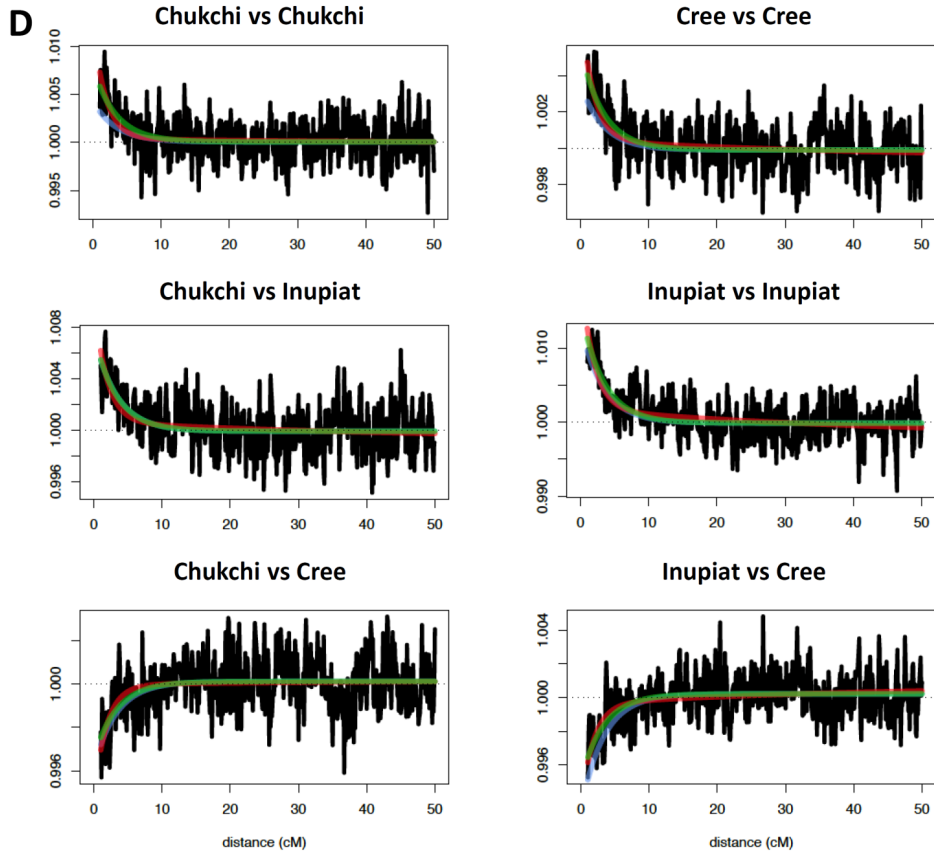 D
Chukchi vs Chukchi
1.010
1.005
1.000
0.995
0 10 20 30 40 50
Cree vs Cree
1.002
0.998
0 10 20 30 40 50
Chukchi vs Inupiat
1.008
1.004
1.000
0.996
0 10 20 30 40 50
Inupiat vs Inupiat
1.010
1.000
0.990
0 10 20 30 40 50
Chukchi vs Cree
1.000
0.996
0 10 20 30 40 50
distance (cM)
Inupiat vs Cree
1.004
1.000
0.996
0 10 20 30 40 50
distance (cM)